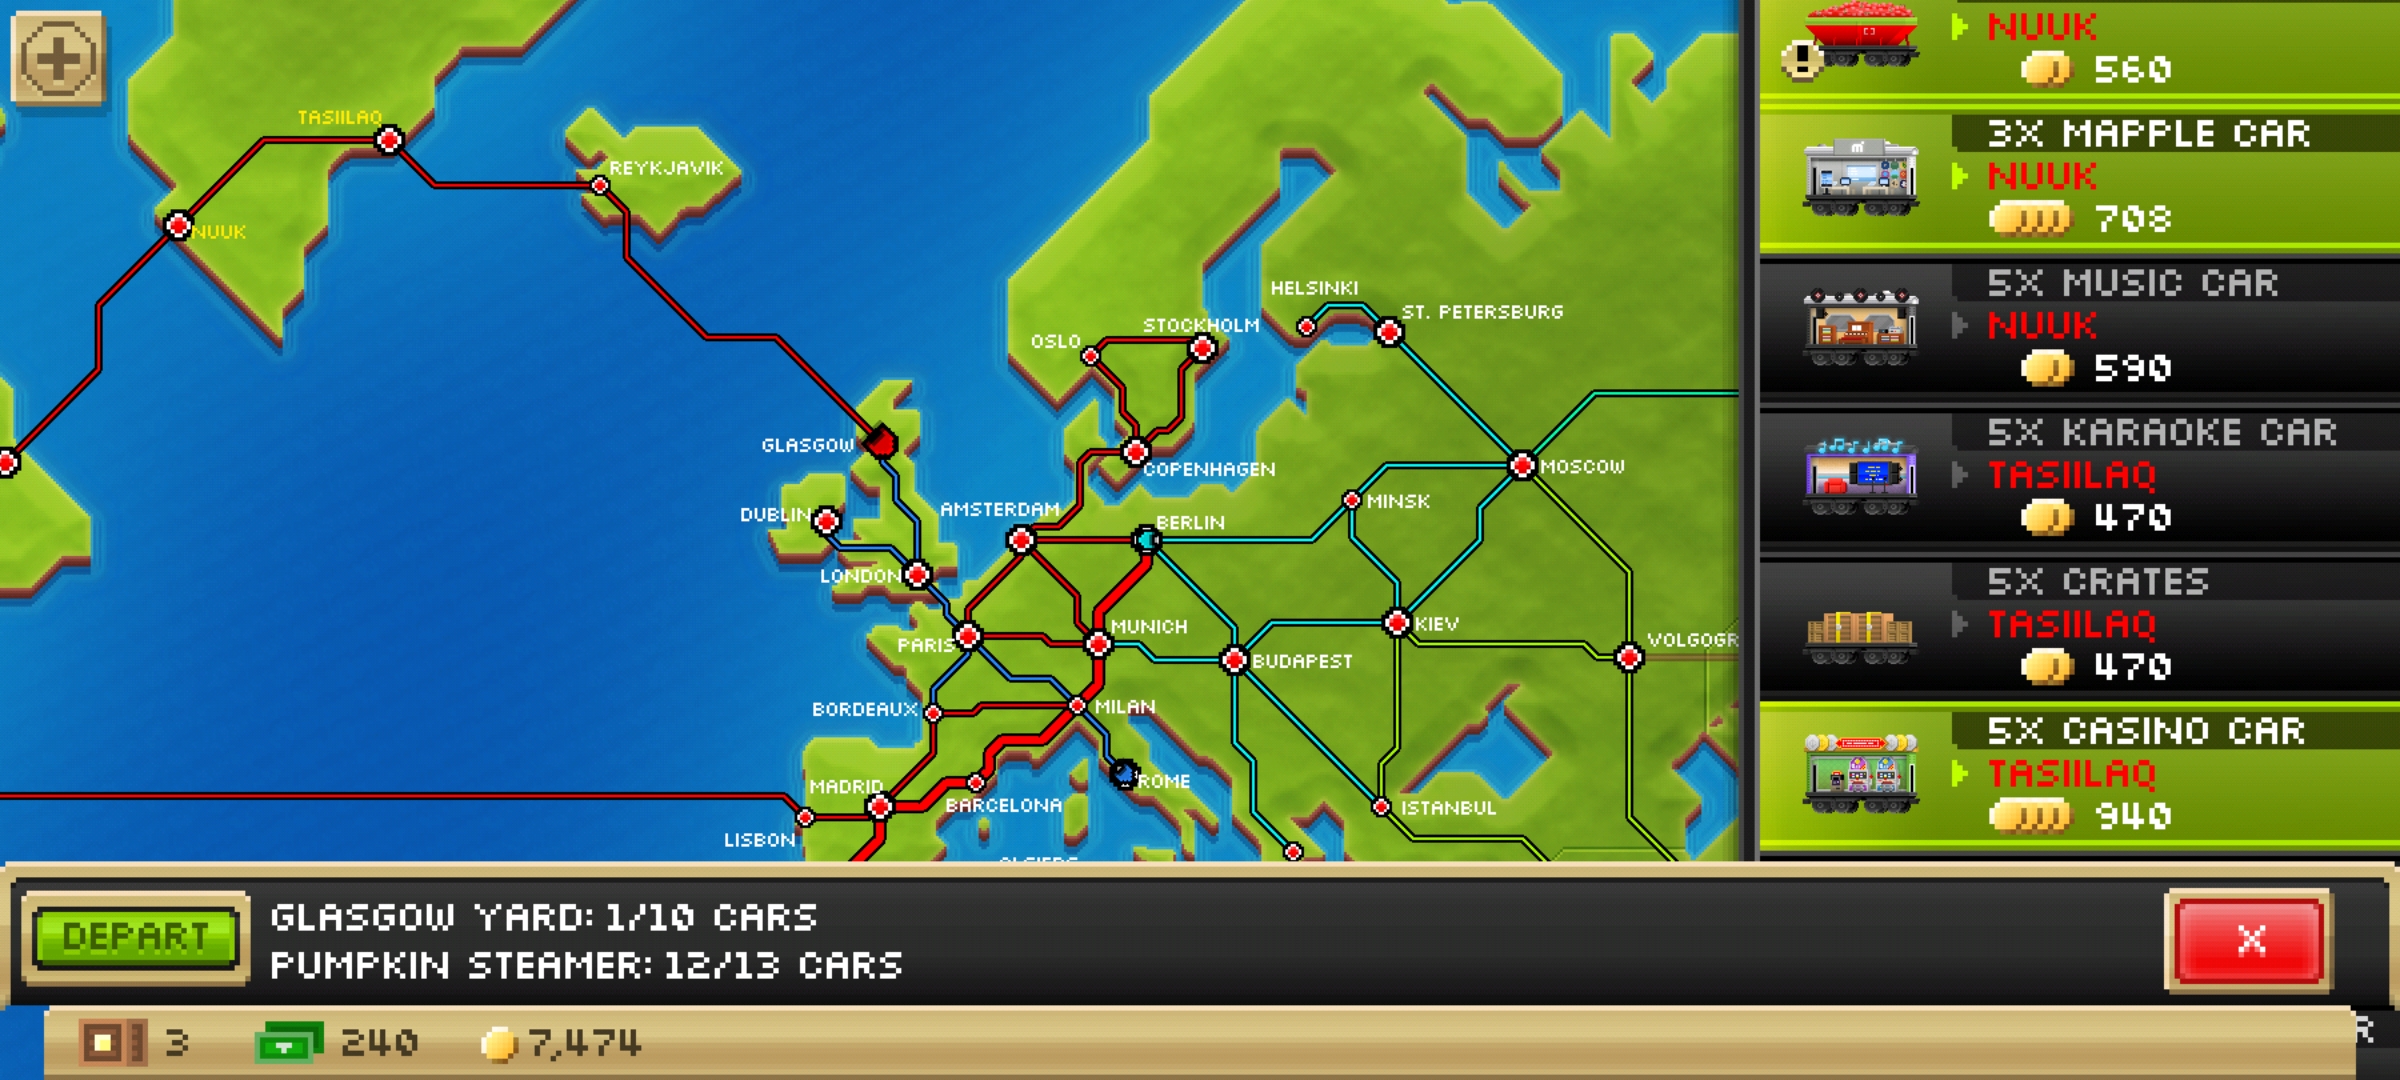 TASIILAQ
REYKJAVIK
NUUK
HELSINKI
ST. PETERSBURG
STOCKHOLM
OSLO
GLASGOW
COPENHAGEN
MOSCOW
MINSK
AMSTERDAM
DUBLIN
BERLIN
LONDON
PARIS
MUNICH
KIEV
VOLGOGR
BUDAPEST
BORDEAUX
MILAN
MADRID
ROME
BARCELONA
ISTANBUL
LISBON
NUUK
560
3X MAPPLE CAR
NUUK
708
5X MUSIC CAR
NUUK
590
5X KARAOKE CAR
TASIILAQ
470
5X CRATES
TASIILAQ
470
5X CASINO CAR
TASIILAQ
940
DEPART
GLASGOW YARD: 1/10 CARS
PUMPKIN STEAMER: 12/13 CARS
X
3
240
7,474